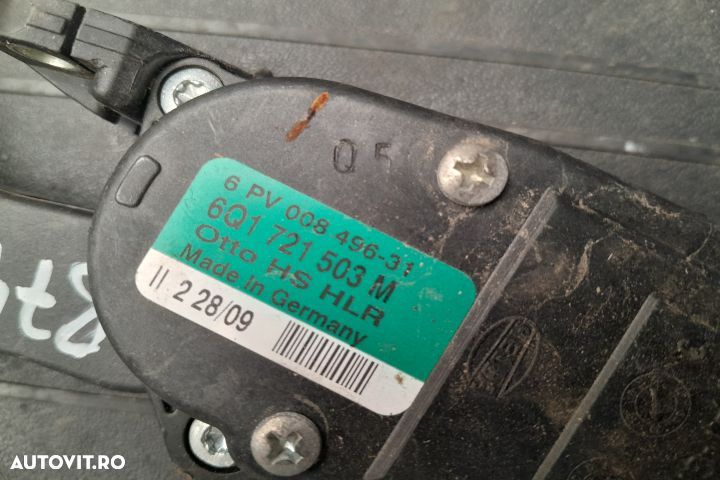 05
6 PV 008 496-31
6Q1 721 503 M
Otto HS HLR
Made in Germany
II 2 28/09
AUTOVIT.RO